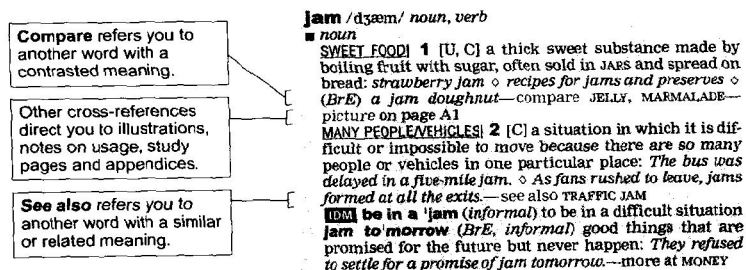 Compare refers you to
another word with a
contrasted meaning.
Other cross-references
direct you to illustrations,
notes on usage, study
pages and appendices.
See also refers you to
another word with a similar
or related meaning.
jam /dʒæm/ noun, verb
■ noun
SWEET FOOD 1 [U, C] a thick sweet substance made by
boiling fruit with sugar, often sold in JARS and spread on
bread: strawberry jam ◇ recipes for jams and preserves ◇
(BrE) a jam doughnut—compare JELLY, MARMALADE—
picture on page A1
MANY PEOPLE/VEHICLES 2 [C] a situation in which it is dif-
ficult or impossible to move because there are so many
people or vehicles in one particular place: The bus was
delayed in a five-mile jam. ◇ As fans rushed to leave, jams
formed at all the exits.—see also TRAFFIC JAM
IDM be in a ˈjam (informal) to be in a difficult situation
jam toˈmorrow (BrE, informal) good things that are
promised for the future but never happen: They refused
to settle for a promise of jam tomorrow.—more at MONEY